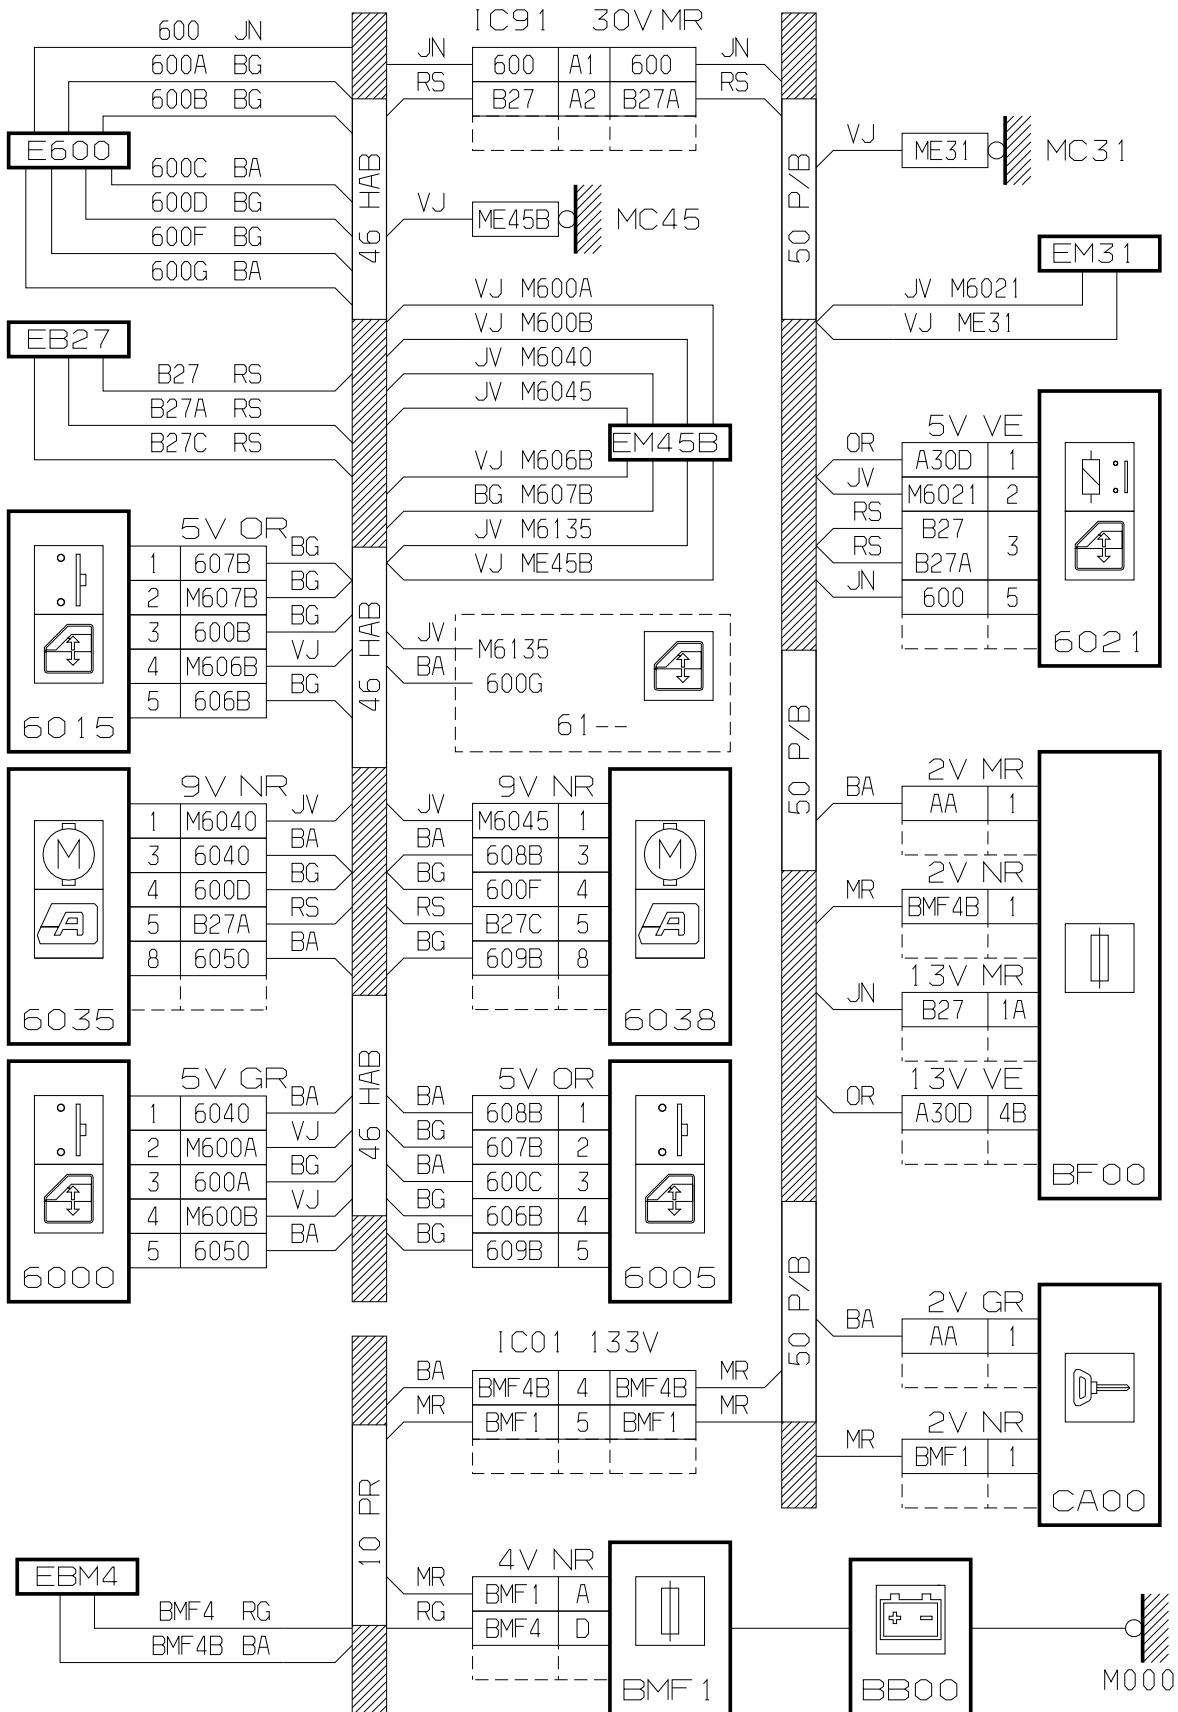 600 JN
600A BG
600B BG
E600
600C BA
600D BG
600F BG
600G BA
EB27
B27 RS
B27A RS
B27C RS
46 HAB
IC91 30V MR
JN 600 A1 600 JN
RS B27 A2 B27A RS
VJ ME45B MC45
VJ M600A
VJ M600B
JV M6040
JV M6045
EM45B
VJ M606B
BG M607B
JV M6135
VJ ME45B
50 P/B
VJ ME31 MC31
EM31
JV M6021
VJ ME31
5V VE
OR A30D 1
JV M6021 2
RS B27
3
RS B27A
JN 600 5
6021
5V OR
1 607B BG
2 M607B BG
3 600B BG
4 M606B VJ
5 606B BG
6015
46 HAB
JV M6135
BA 600G
61--
50 P/B
9V NR
1 M6040 JV
3 6040 BA
4 600D BG
5 B27A RS
8 6050 BA
M
A
6035
9V NR
JV M6045 1
BA 608B 3
BG 600F 4
RS B27C 5
BG 609B 8
M
A
6038
2V MR
BA AA 1
2V NR
MR BMF4B 1
13V MR
JN B27 1A
13V VE
OR A30D 4B
BF00
5V GR
1 6040 BA
2 M600A VJ
3 600A BG
4 M600B VJ
5 6050 BA
6000
46 HAB
5V OR
BA 608B 1
BG 607B 2
BA 600C 3
BG 606B 4
BG 609B 5
6005
50 P/B
2V GR
BA AA 1
2V NR
MR BMF1 1
CA00
IC01 133V
BA BMF4B 4 BMF4B MR
MR BMF1 5 BMF1 MR
10 PR
EBM4
BMF4 RG
BMF4B BA
4V NR
MR BMF1 A
RG BMF4 D
BMF1
+ -
BB00
M000